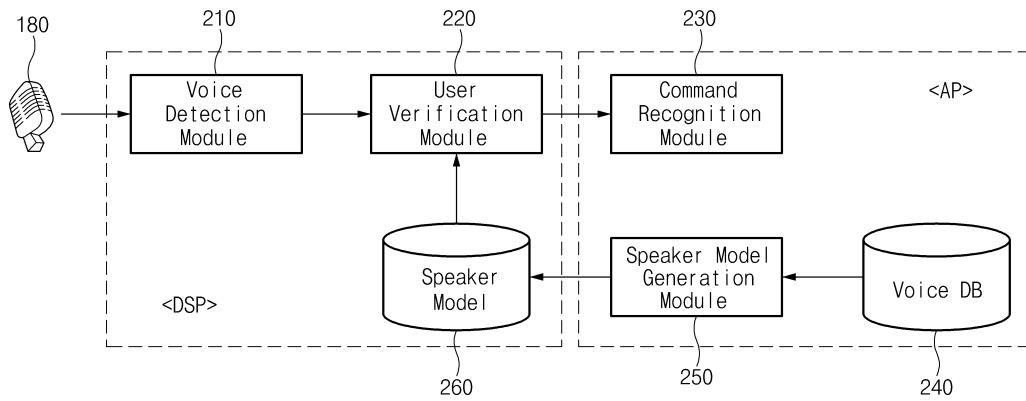 180
210
220
230
Voice
Detection
Module
User
Verification
Module
Command
Recognition
Module
<AP>
Speaker
Model
Speaker Model
Generation
Module
Voice DB
<DSP>
260
250
240